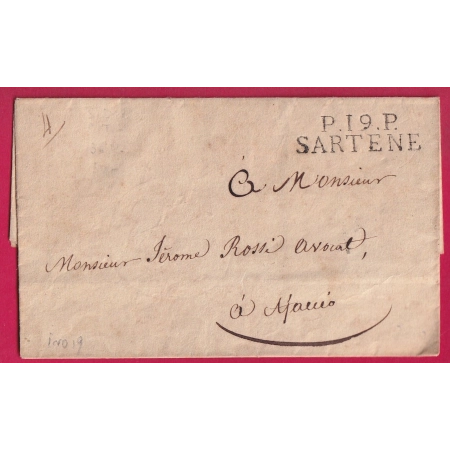 P.19.P.
SARTENE
à Monsieur
Monsieur Jérome Rossi avocat,
à Ajaccio